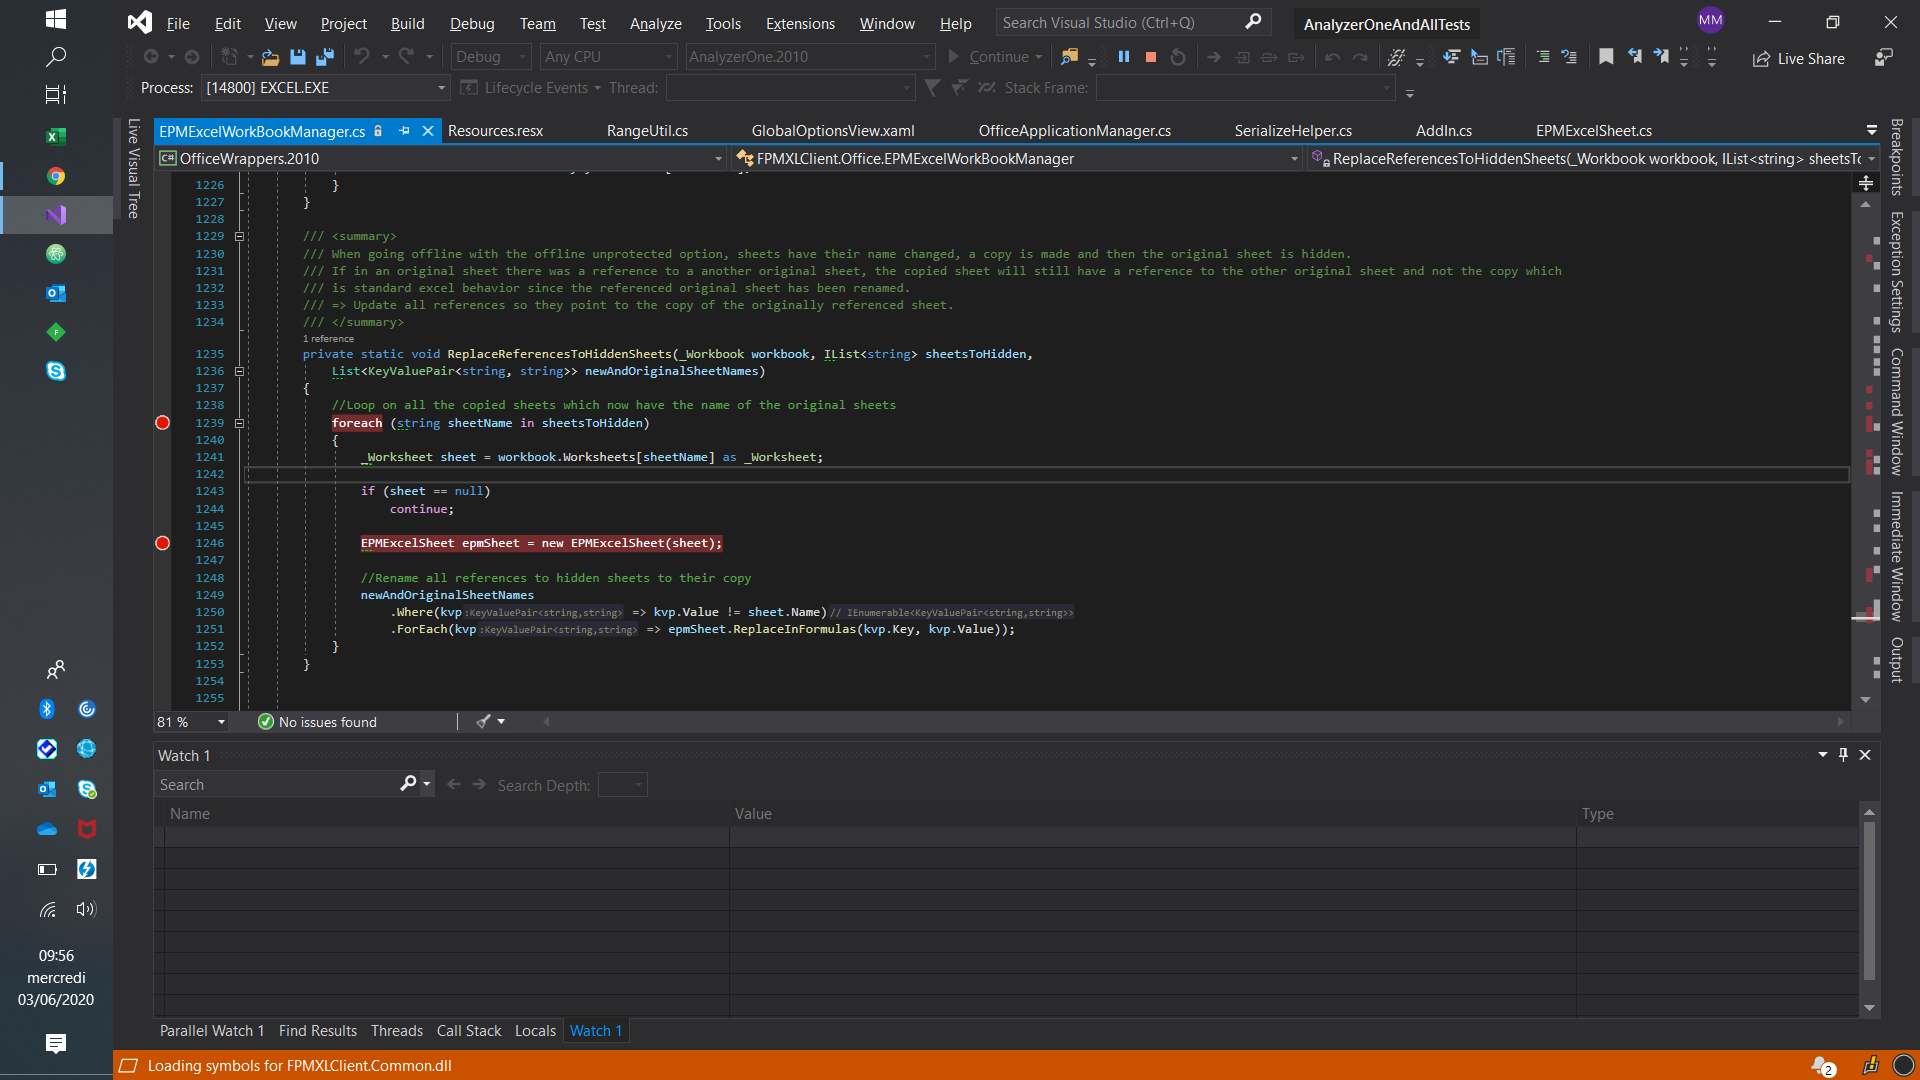 File Edit View Project Build Debug Team Test Analyze Tools Extensions Window Help Search Visual Studio (Ctrl+Q) AnalyzerOneAndAllTests MM
Debug Any CPU AnalyzerOne.2010 Continue Live Share
Process: [14800] EXCEL.EXE Lifecycle Events Thread: Stack Frame:
Live Visual Tree
EPMExcelWorkBookManager.cs Resources.resx RangeUtil.cs GlobalOptionsView.xaml OfficeApplicationManager.cs SerializeHelper.cs AddIn.cs EPMExcelSheet.cs
C# OfficeWrappers.2010 FPMXLClient.Office.EPMExcelWorkBookManager ReplaceReferencesToHiddenSheets(_Workbook workbook, IList<string> sheetsTo
1226 }
1227 }
1228
1229 /// <summary>
1230 /// When going offline with the offline unprotected option, sheets have their name changed, a copy is made and then the original sheet is hidden.
1231 /// If in an original sheet there was a reference to a another original sheet, the copied sheet will still have a reference to the other original sheet and not the copy which
1232 /// is standard excel behavior since the referenced original sheet has been renamed.
1233 /// => Update all references so they point to the copy of the originally referenced sheet.
1234 /// </summary>
1 reference
1235 private static void ReplaceReferencesToHiddenSheets(_Workbook workbook, IList<string> sheetsToHidden,
1236 List<KeyValuePair<string, string>> newAndOriginalSheetNames)
1237 {
1238 //Loop on all the copied sheets which now have the name of the original sheets
1239 foreach (string sheetName in sheetsToHidden)
1240 {
1241 _Worksheet sheet = workbook.Worksheets[sheetName] as _Worksheet;
1242
1243 if (sheet == null)
1244 continue;
1245
1246 EPMExcelSheet epmSheet = new EPMExcelSheet(sheet);
1247
1248 //Rename all references to hidden sheets to their copy
1249 newAndOriginalSheetNames
1250 .Where(kvp:KeyValuePair<string,string> => kvp.Value != sheet.Name) // IEnumerable<KeyValuePair<string,string>>
1251 .ForEach(kvp:KeyValuePair<string,string> => epmSheet.ReplaceInFormulas(kvp.Key, kvp.Value));
1252 }
1253 }
1254
1255
Breakpoints
Exception Settings
Command Window
Immediate Window
Output
81 % No issues found
Watch 1
Search Search Depth:
Name Value Type
Parallel Watch 1 Find Results Threads Call Stack Locals Watch 1
Loading symbols for FPMXLClient.Common.dll 2
09:56
mercredi
03/06/2020